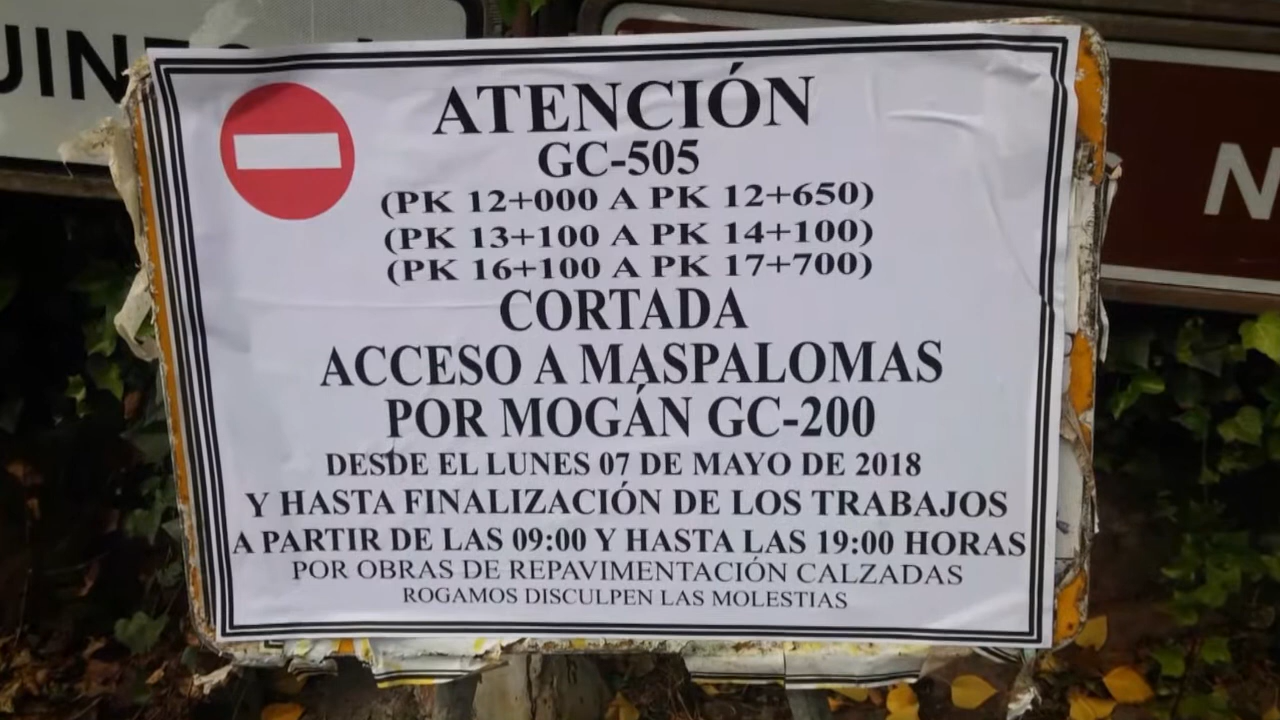 ATENCIÓN
GC-505
(PK 12+000 A PK 12+650)
(PK 13+100 A PK 14+100)
(PK 16+100 A PK 17+700)
CORTADA
ACCESO A MASPALOMAS
POR MOGÁN GC-200
DESDE EL LUNES 07 DE MAYO DE 2018
Y HASTA FINALIZACIÓN DE LOS TRABAJOS
A PARTIR DE LAS 09:00 Y HASTA LAS 19:00 HORAS
POR OBRAS DE REPAVIMENTACIÓN CALZADAS
ROGAMOS DISCULPEN LAS MOLESTIAS